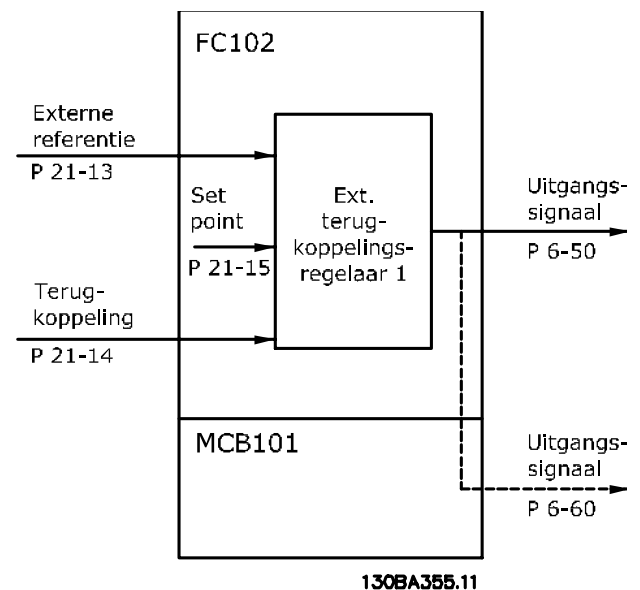 FC102
Externe
referentie
P 21-13
Set
point
P 21-15
Terug-
koppeling
P 21-14
Ext.
terug-
koppelings-
regelaar 1
Uitgangs-
signaal
P 6-50
MCB101
Uitgangs-
signaal
P 6-60
130BA355.11